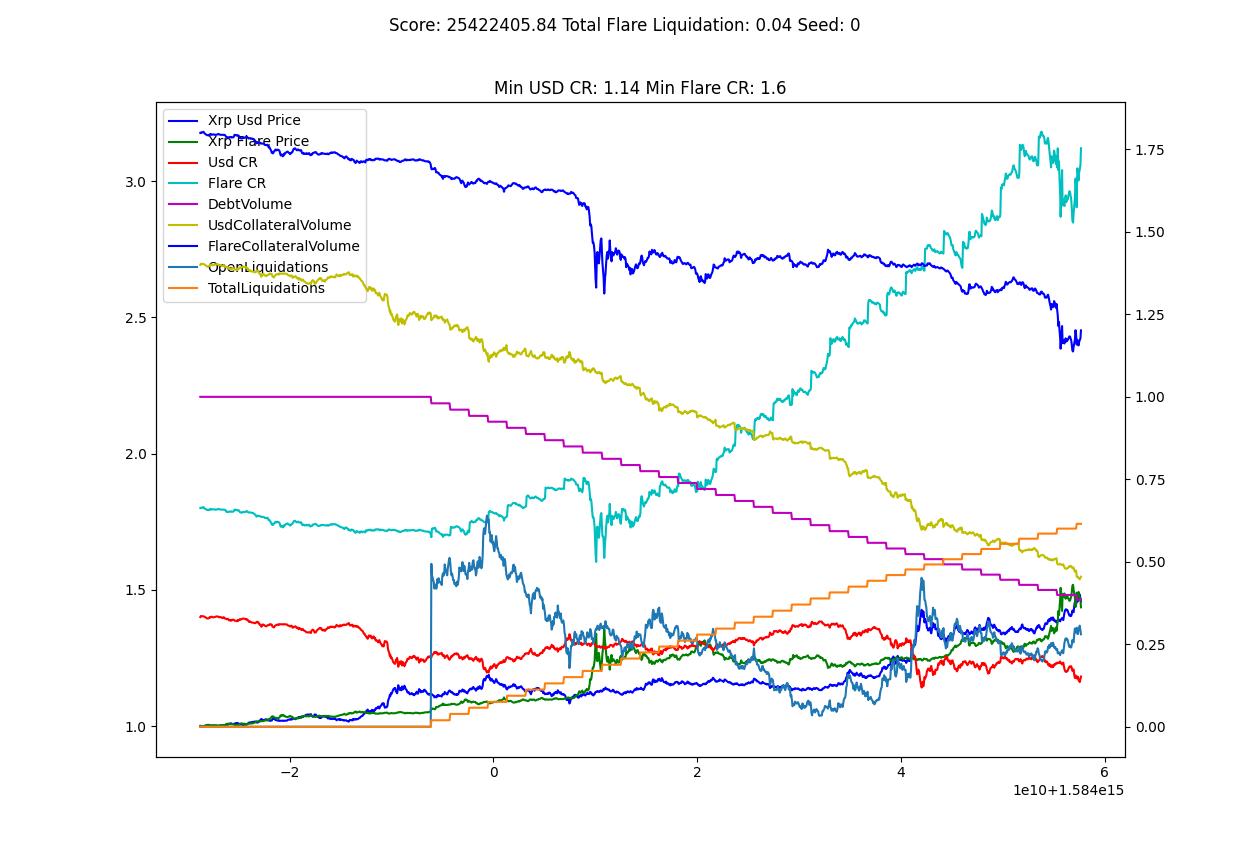 Score: 25422405.84 Total Flare Liquidation: 0.04 Seed: 0
Min USD CR: 1.14 Min Flare CR: 1.6
Xrp Usd Price
Xrp Flare Price
Usd CR
Flare CR
DebtVolume
UsdCollateralVolume
FlareCollateralVolume
OpenLiquidations
TotalLiquidations
3.0
2.5
2.0
1.5
1.0
1.75
1.50
1.25
1.00
0.75
0.50
0.25
0.00
−2 0 2 4 6
1e10+1.584e15